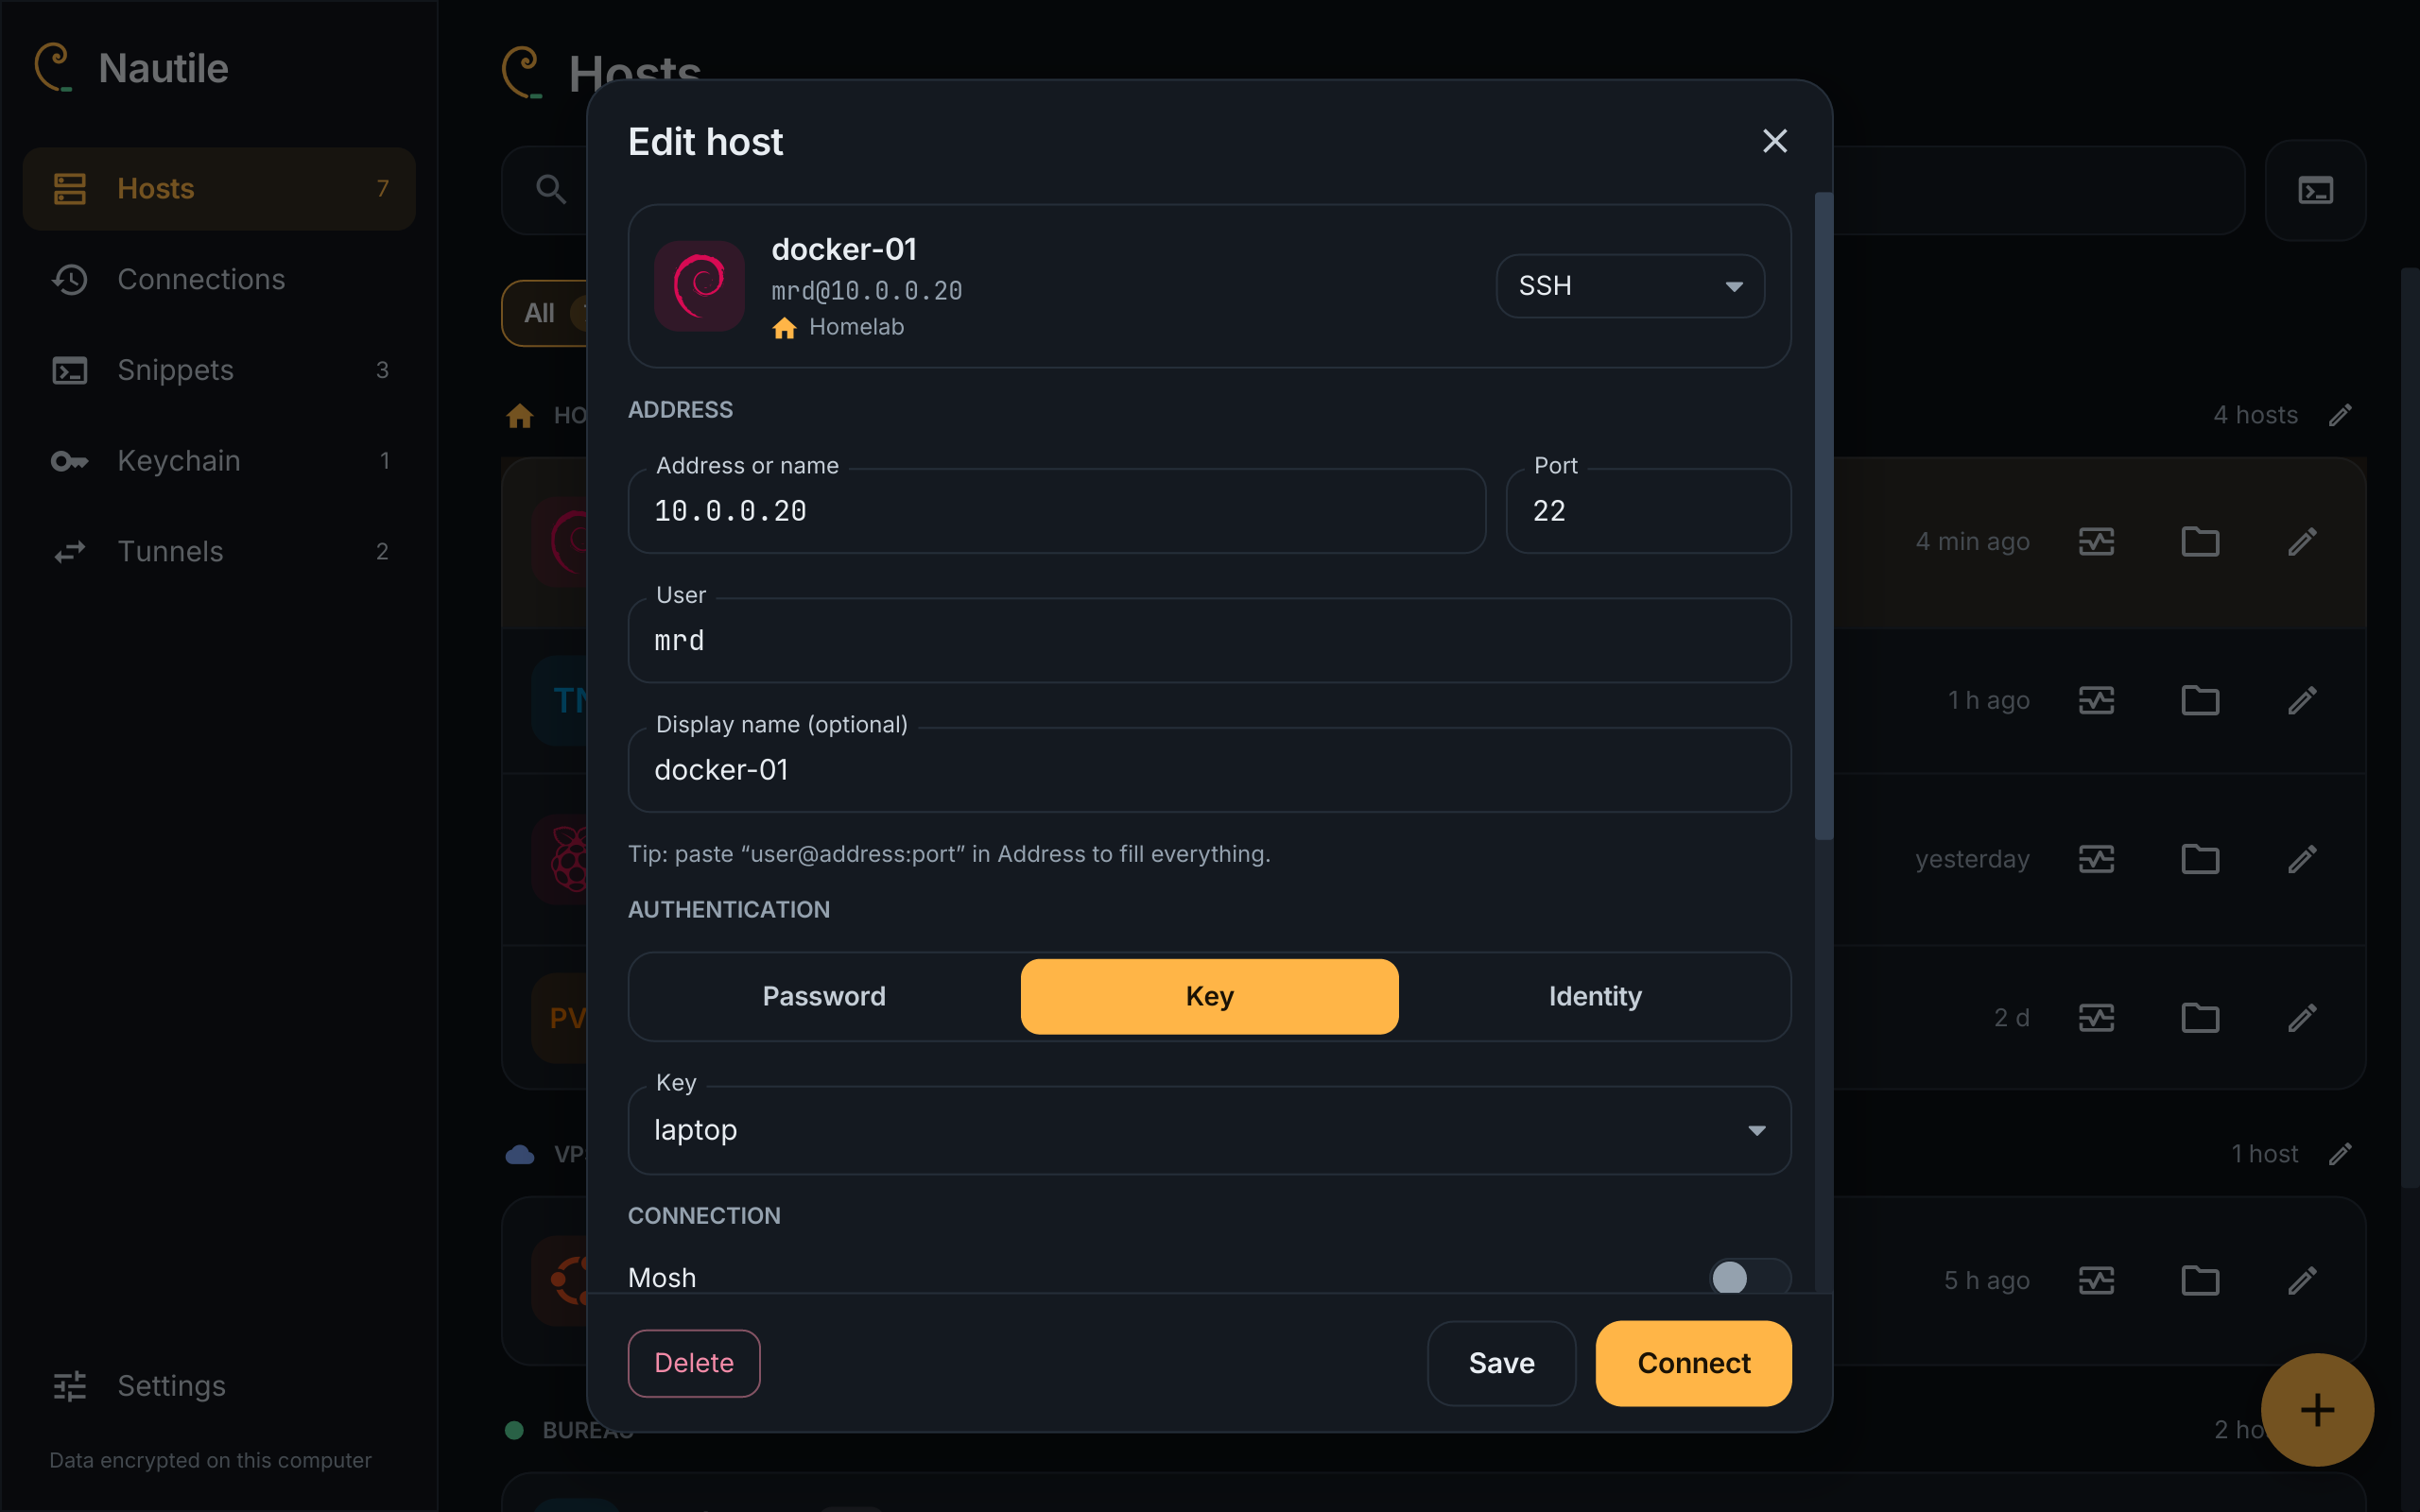 Nautile
Hosts 7
Connections
Snippets 3
Keychain 1
Tunnels 2
Settings
Data encrypted on this computer
Hosts
All
4 hosts
4 min ago
1 h ago
yesterday
PV
2 d
1 host
5 h ago
BUREAU
Edit host
docker-01
mrd@10.0.0.20
Homelab
SSH
ADDRESS
Address or name
10.0.0.20
Port
22
User
mrd
Display name (optional)
docker-01
Tip: paste “user@address:port” in Address to fill everything.
AUTHENTICATION
Password Key Identity
Key
laptop
CONNECTION
Mosh
Delete Save Connect